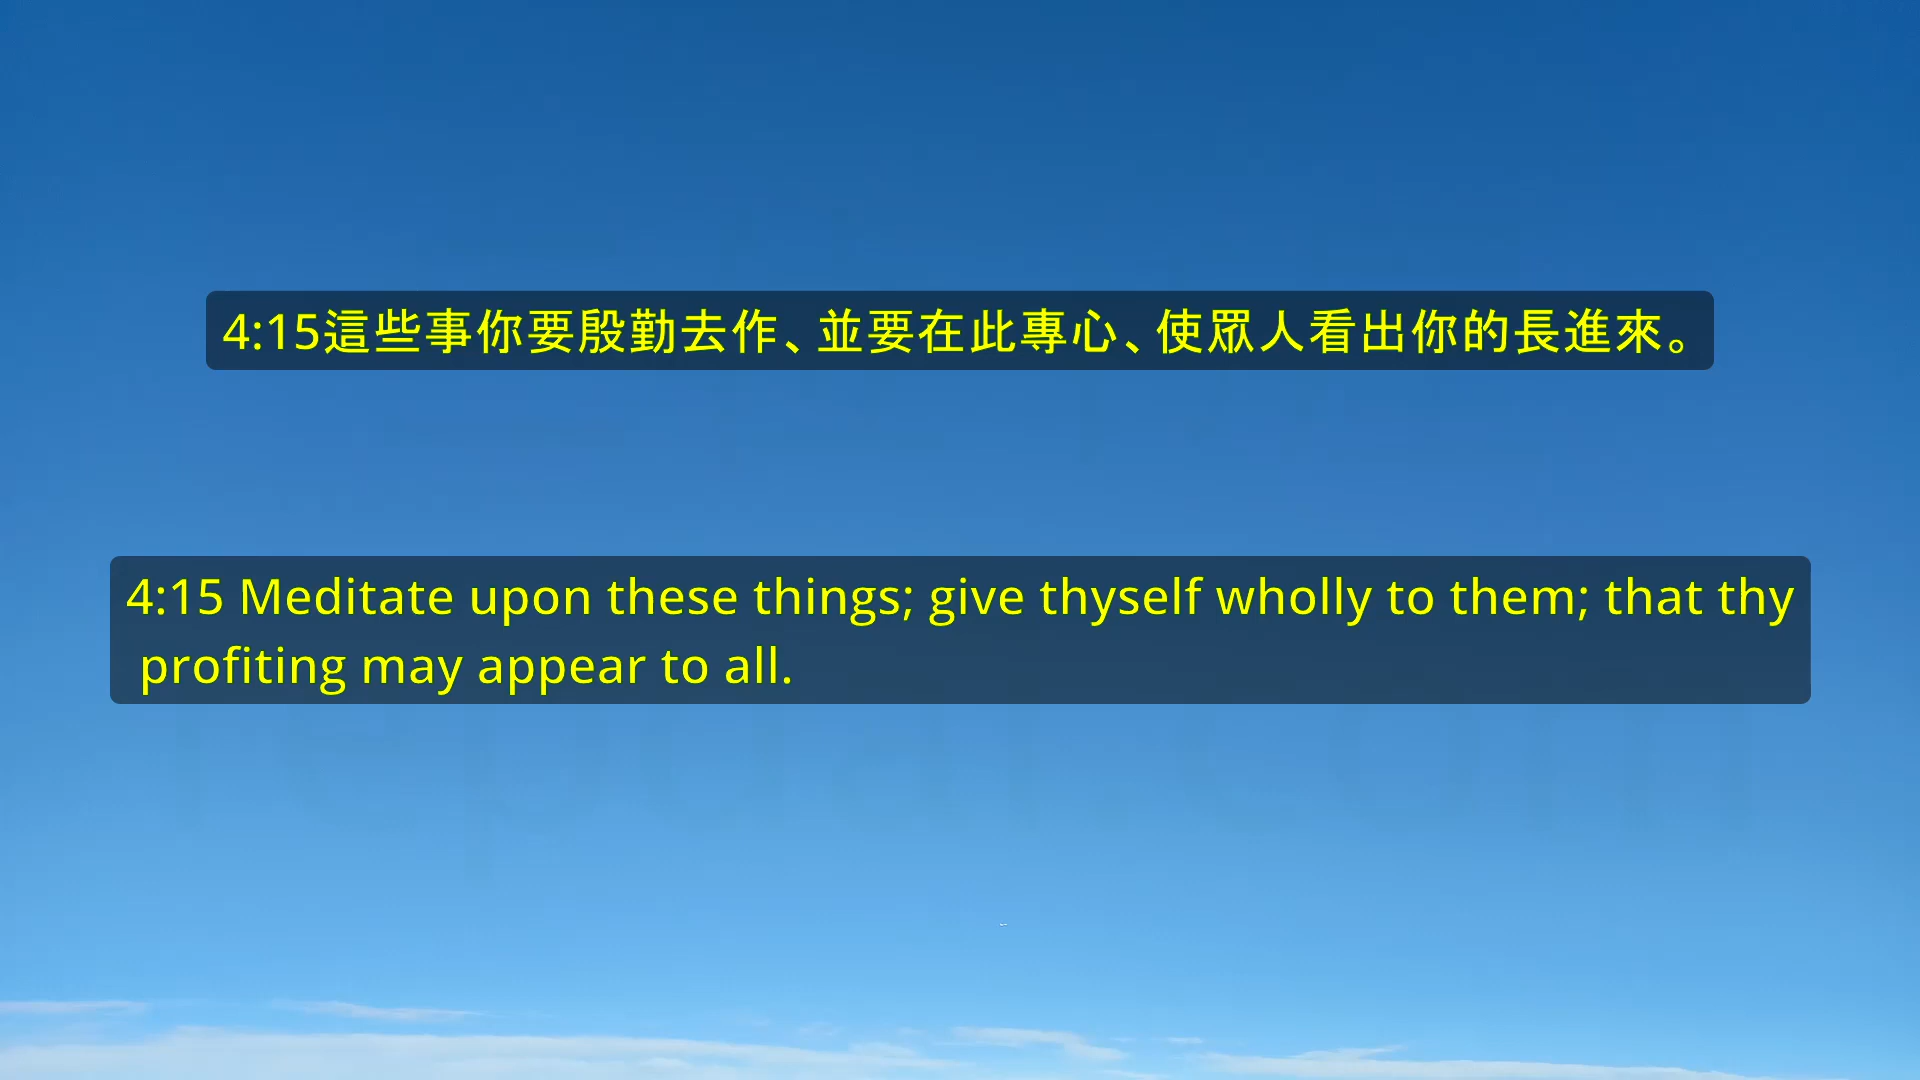 4:15這些事你要殷勤去作、並要在此專心、使眾人看出你的長進來。
4:15 Meditate upon these things; give thyself wholly to them; that thy
profiting may appear to all.